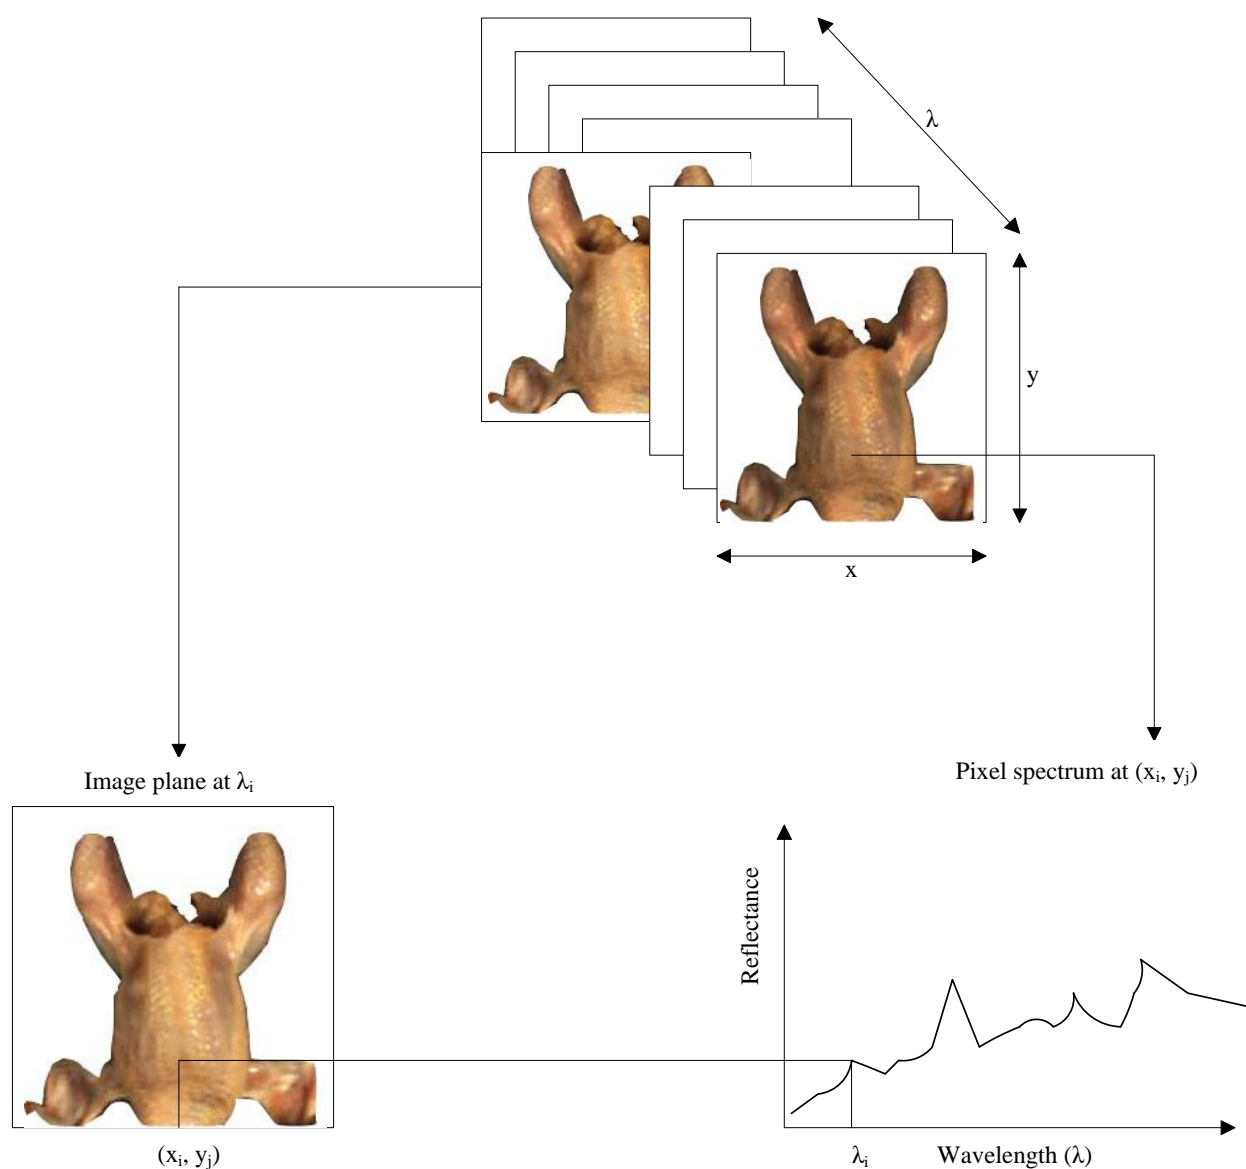 λ
y
x
Image plane at λᵢ
Pixel spectrum at (xᵢ, yⱼ)
Reflectance
(xᵢ, yⱼ)
λᵢ
Wavelength (λ)